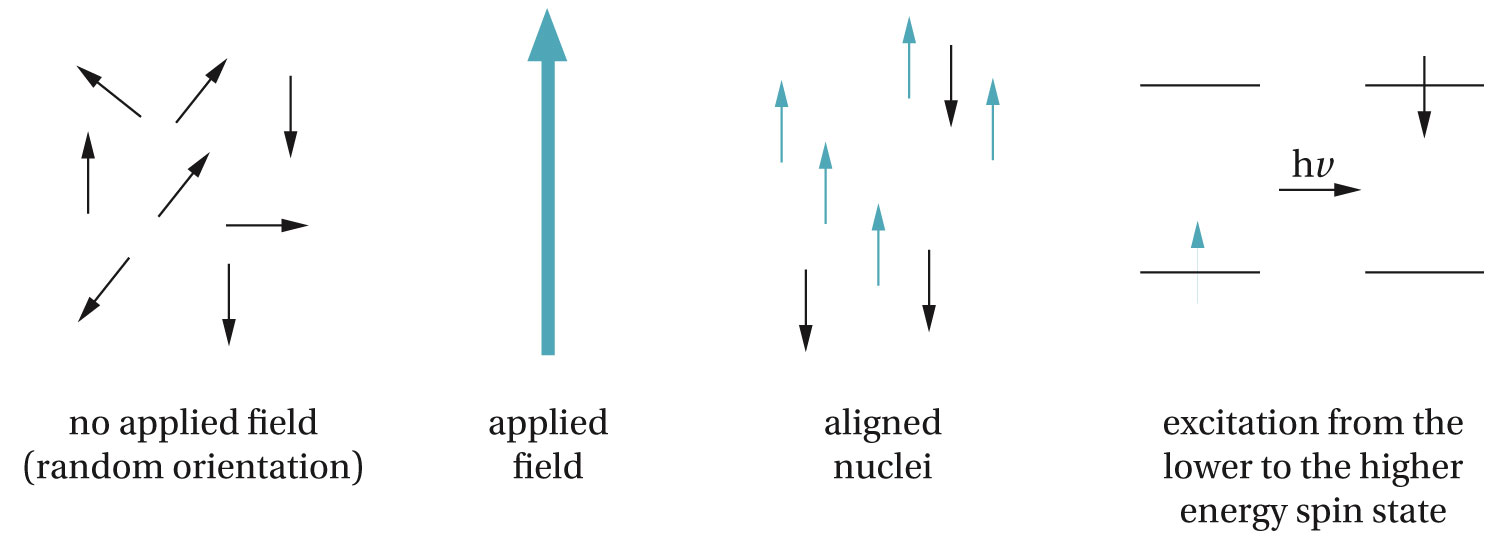 hν
no applied field
(random orientation)
applied
field
aligned
nuclei
excitation from the
lower to the higher
energy spin state